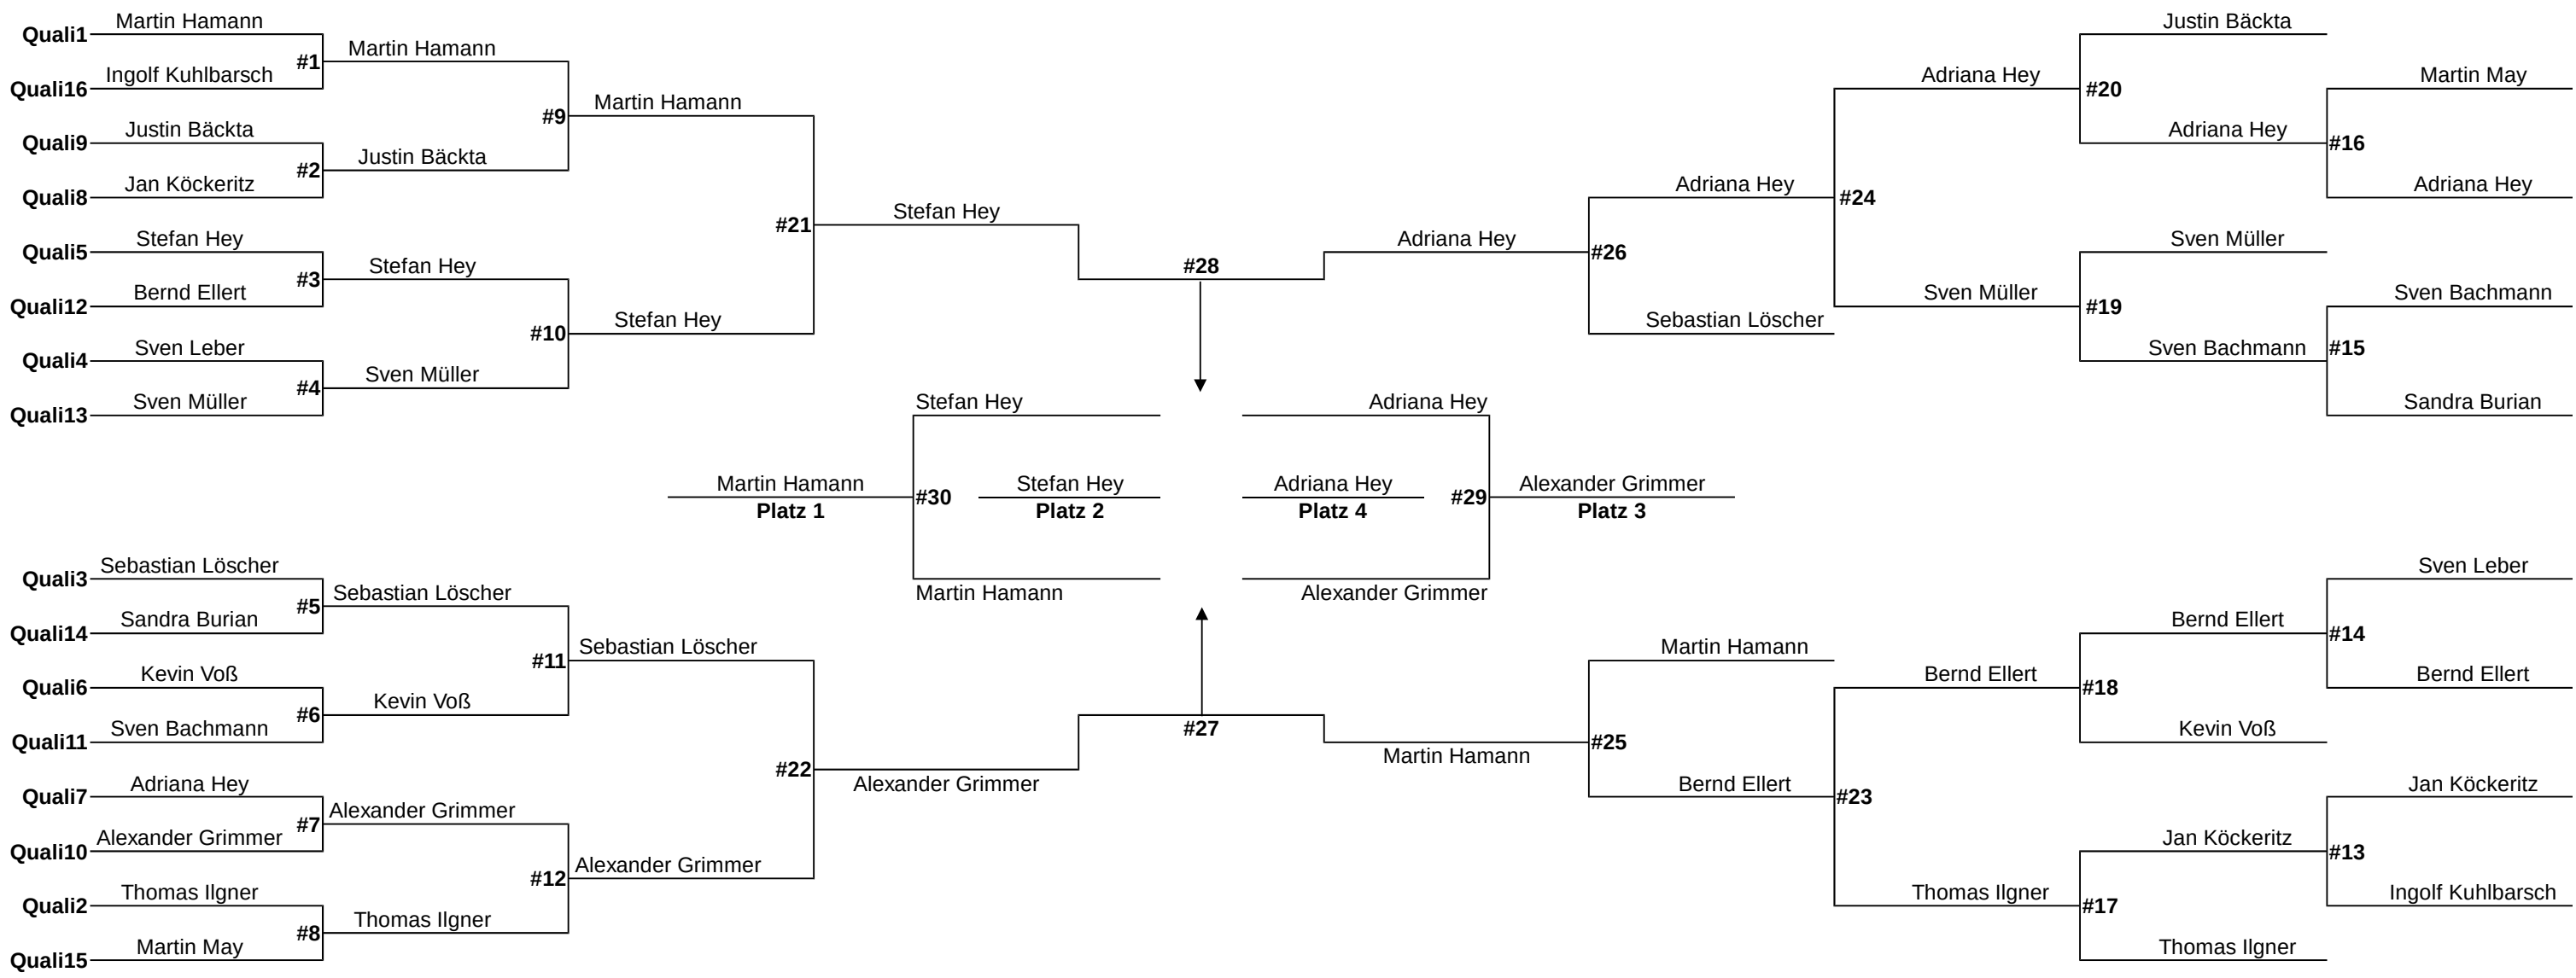 Martin Hamann
Quali1
#1
Ingolf Kuhlbarsch
Quali16
Martin Hamann
Justin Bäckta
Quali9
#2
Jan Köckeritz
Quali8
Justin Bäckta
#9
Martin Hamann
Stefan Hey
Quali5
#3
Bernd Ellert
Quali12
Stefan Hey
Sven Leber
Quali4
#4
Sven Müller
Quali13
Sven Müller
#10
Stefan Hey
#21
Stefan Hey
#28
Adriana Hey
#26
Adriana Hey
Sebastian Löscher
#24
Adriana Hey
Sven Müller
#20
Justin Bäckta
Adriana Hey
#16
Martin May
Adriana Hey
#19
Sven Müller
Sven Bachmann
#15
Sven Bachmann
Sandra Burian
Stefan Hey
Martin Hamann
Platz 1
#30
Stefan Hey
Platz 2
Martin Hamann
Adriana Hey
Adriana Hey
Platz 4
#29
Alexander Grimmer
Platz 3
Alexander Grimmer
Sebastian Löscher
Quali3
#5
Sandra Burian
Quali14
Sebastian Löscher
Kevin Voß
Quali6
#6
Sven Bachmann
Quali11
Kevin Voß
#11
Sebastian Löscher
Adriana Hey
Quali7
#7
Alexander Grimmer
Quali10
Alexander Grimmer
Thomas Ilgner
Quali2
#8
Martin May
Quali15
Thomas Ilgner
#12
Alexander Grimmer
#22
Alexander Grimmer
#27
Martin Hamann
#25
Martin Hamann
Bernd Ellert
#23
Bernd Ellert
Thomas Ilgner
#18
Bernd Ellert
Kevin Voß
#14
Sven Leber
Bernd Ellert
#17
Jan Köckeritz
Thomas Ilgner
#13
Jan Köckeritz
Ingolf Kuhlbarsch